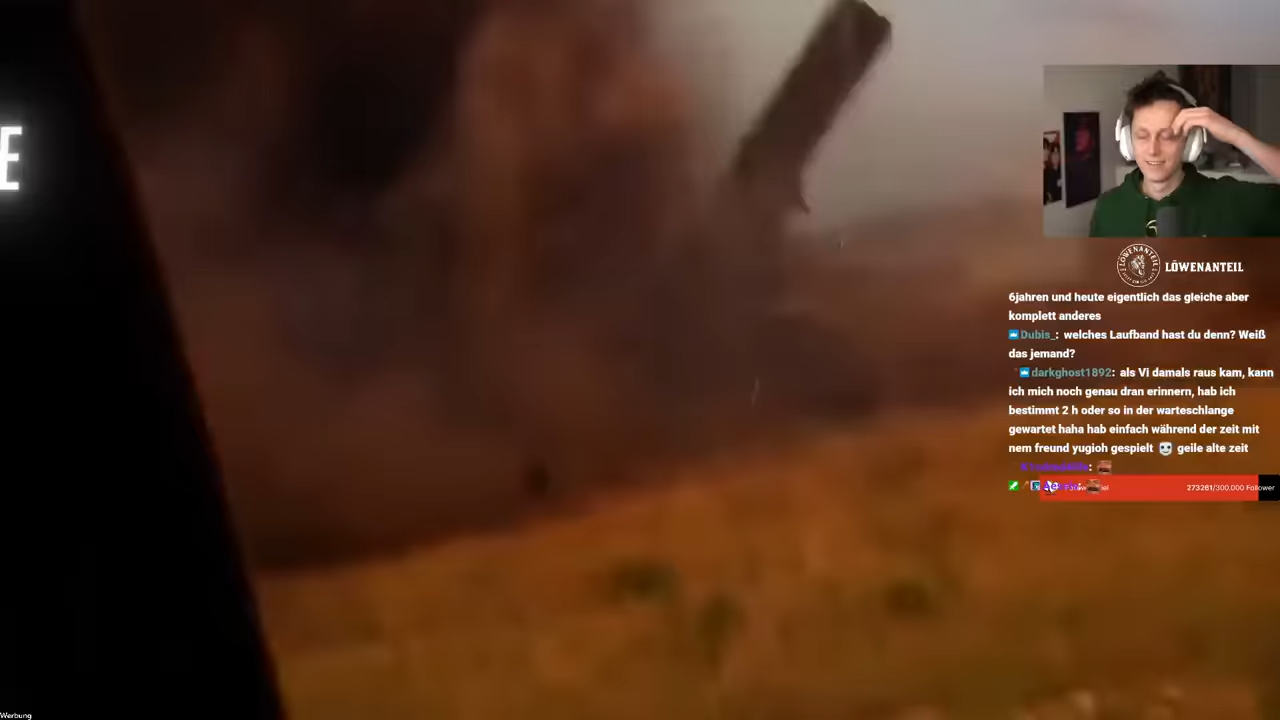 E
LÖWENANTEIL
LÖWENANTEIL
6jahren und heute eigentlich das gleiche aber
komplett anderes
Dubis_: welches Laufband hast du denn? Weiß
das jemand?
darkghost1892: als Vi damals raus kam, kann
ich mich noch genau dran erinnern, hab ich
bestimmt 2 h oder so in der warteschlange
gewartet haha hab einfach während der zeit mit
nem freund yugioh gespielt geile alte zeit
273261/300.000 Follower
Werbung